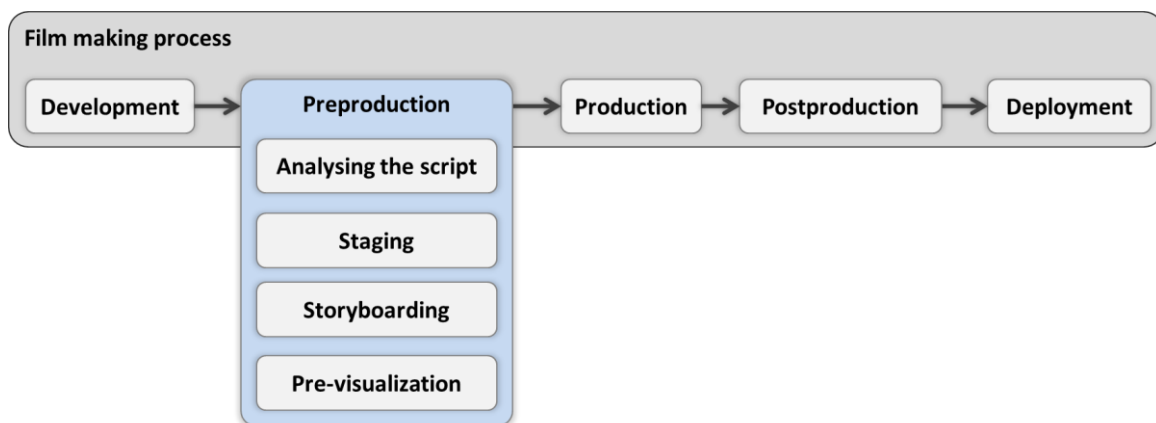 Film making process
Development
Preproduction
Production
Postproduction
Deployment
Analysing the script
Staging
Storyboarding
Pre-visualization